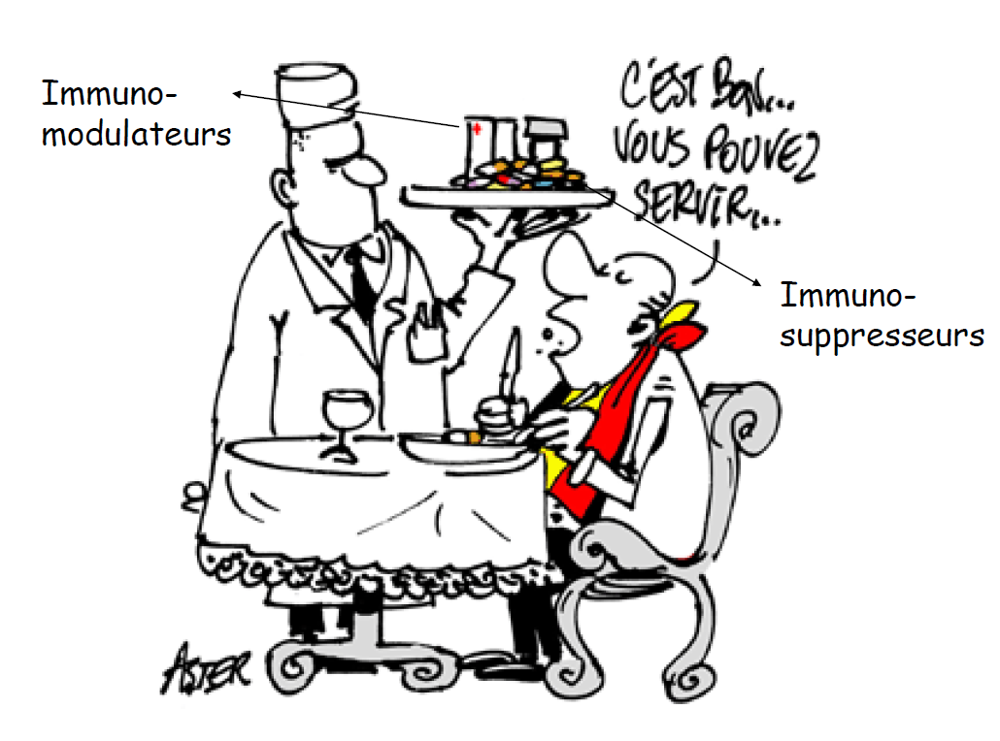 Immuno-
modulateurs
C'EST BON...
VOUS POUVEZ
SERVIR...
Immuno-
suppresseurs
ASTER